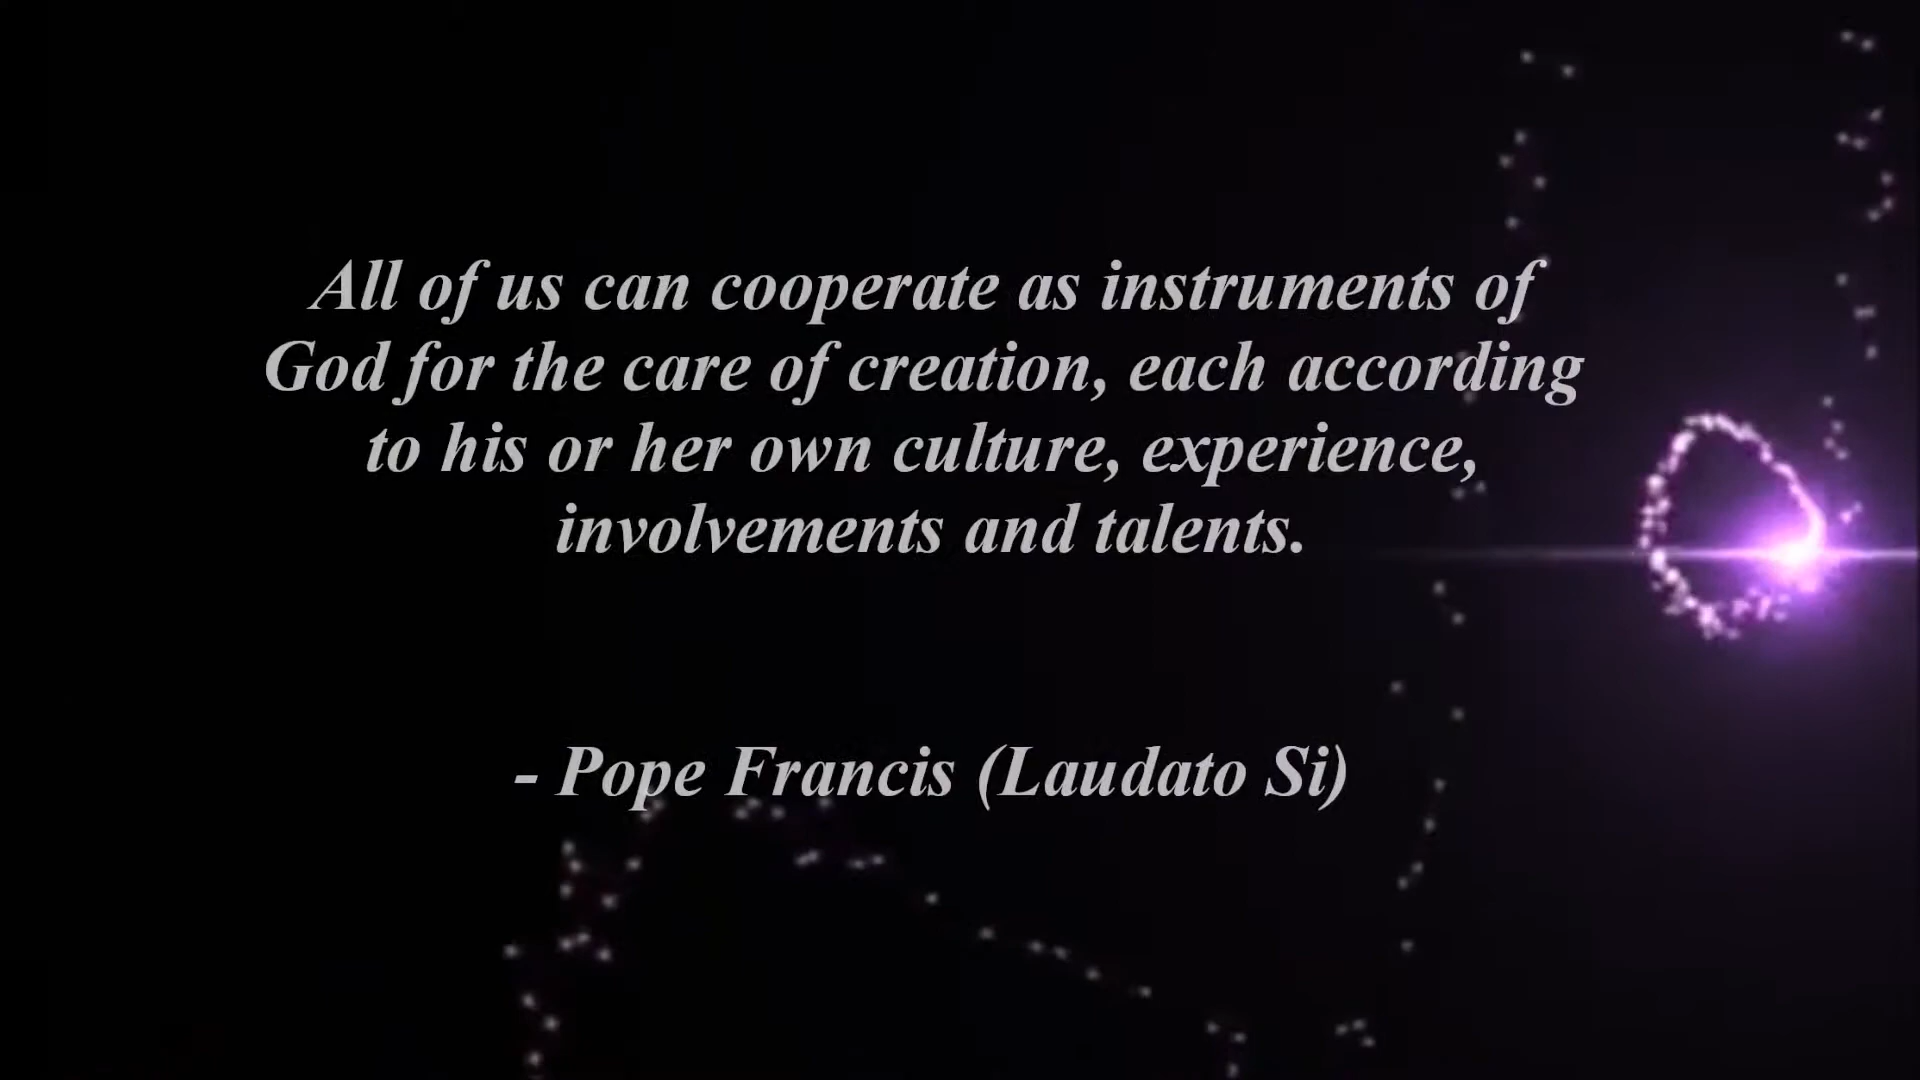 All of us can cooperate as instruments of
God for the care of creation, each according
to his or her own culture, experience,
involvements and talents.
- Pope Francis (Laudato Si)